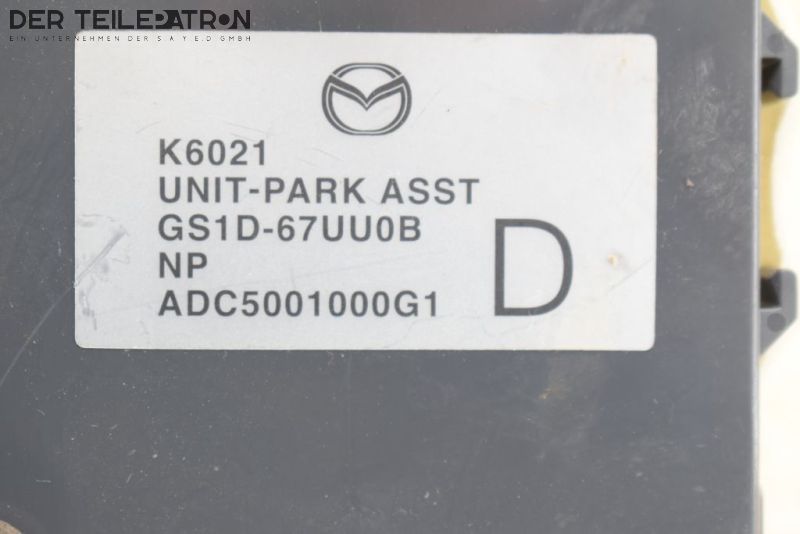 DER TEILEPATRON
EIN UNTERNEHMEN DER S A Y E.D GMBH
K6021
UNIT-PARK ASST
GS1D-67UU0B
NP
ADC5001000G1
D